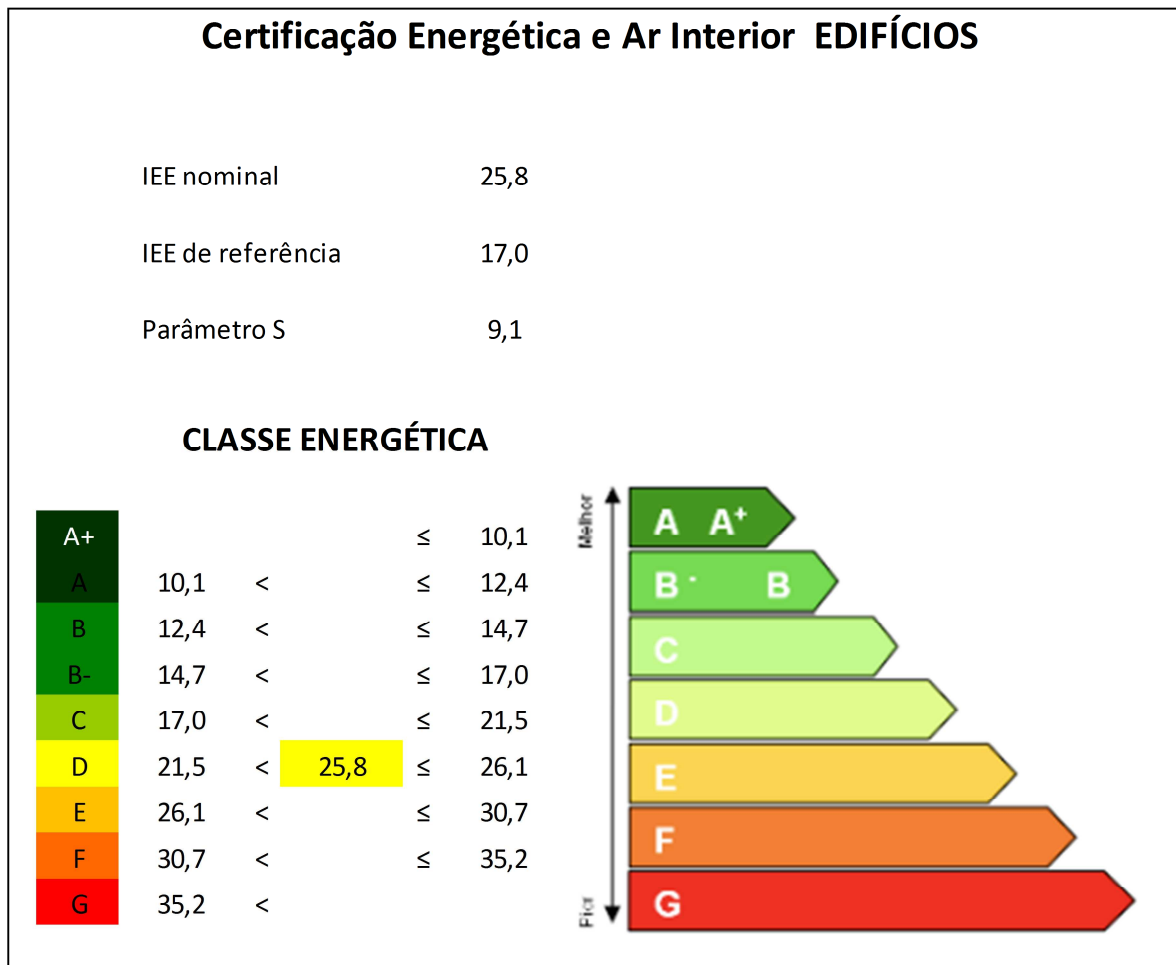 Certificação Energética e Ar Interior EDIFÍCIOS
IEE nominal 25,8
IEE de referência 17,0
Parâmetro S 9,1
CLASSE ENERGÉTICA
A+ ≤ 10,1
A 10,1 < ≤ 12,4
B 12,4 < ≤ 14,7
B- 14,7 < ≤ 17,0
C 17,0 < ≤ 21,5
D 21,5 < 25,8 ≤ 26,1
E 26,1 < ≤ 30,7
F 30,7 < ≤ 35,2
G 35,2 <
Melhor
A A+
B - B
C
D
E
F
G